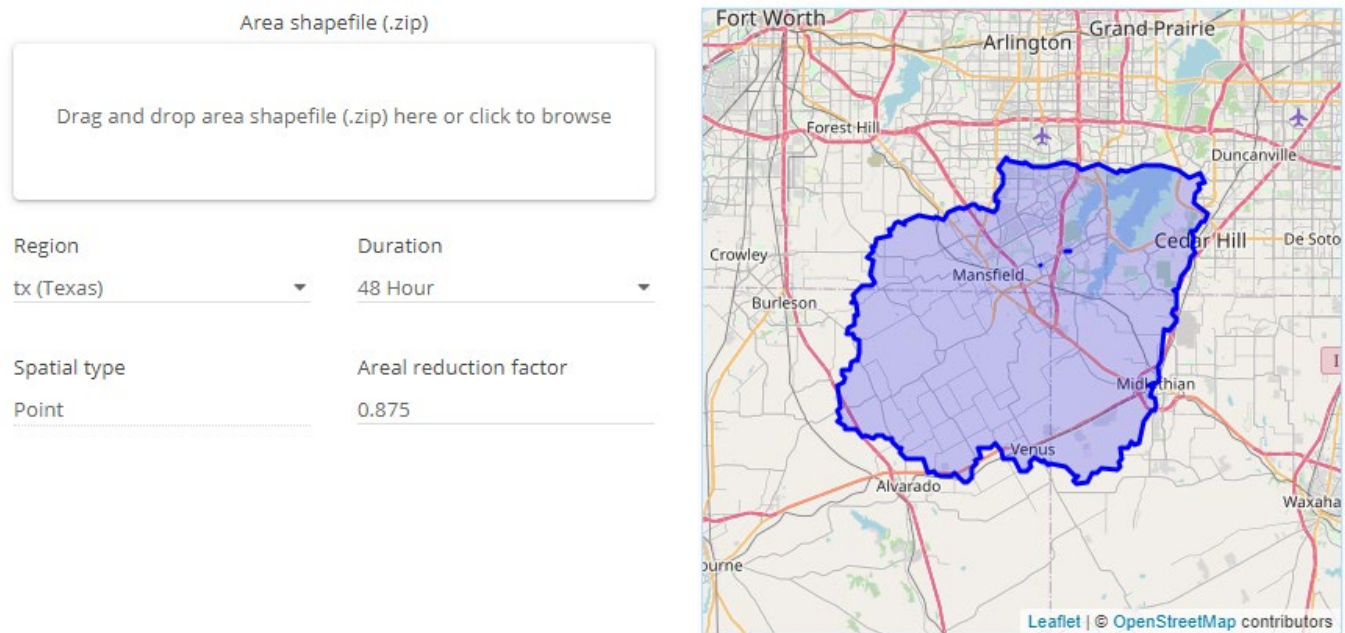 Area shapefile (.zip)
Drag and drop area shapefile (.zip) here or click to browse
Region
Duration
tx (Texas)
48 Hour
Spatial type
Areal reduction factor
Point
0.875
Fort Worth
Arlington
Grand Prairie
Forest Hill
Duncanville
Crowley
Cedar Hill
De Soto
Mansfield
Burleson
I
Midlothian
Venus
Alvarado
Waxaha
ourne
Leaflet | © OpenStreetMap contributors